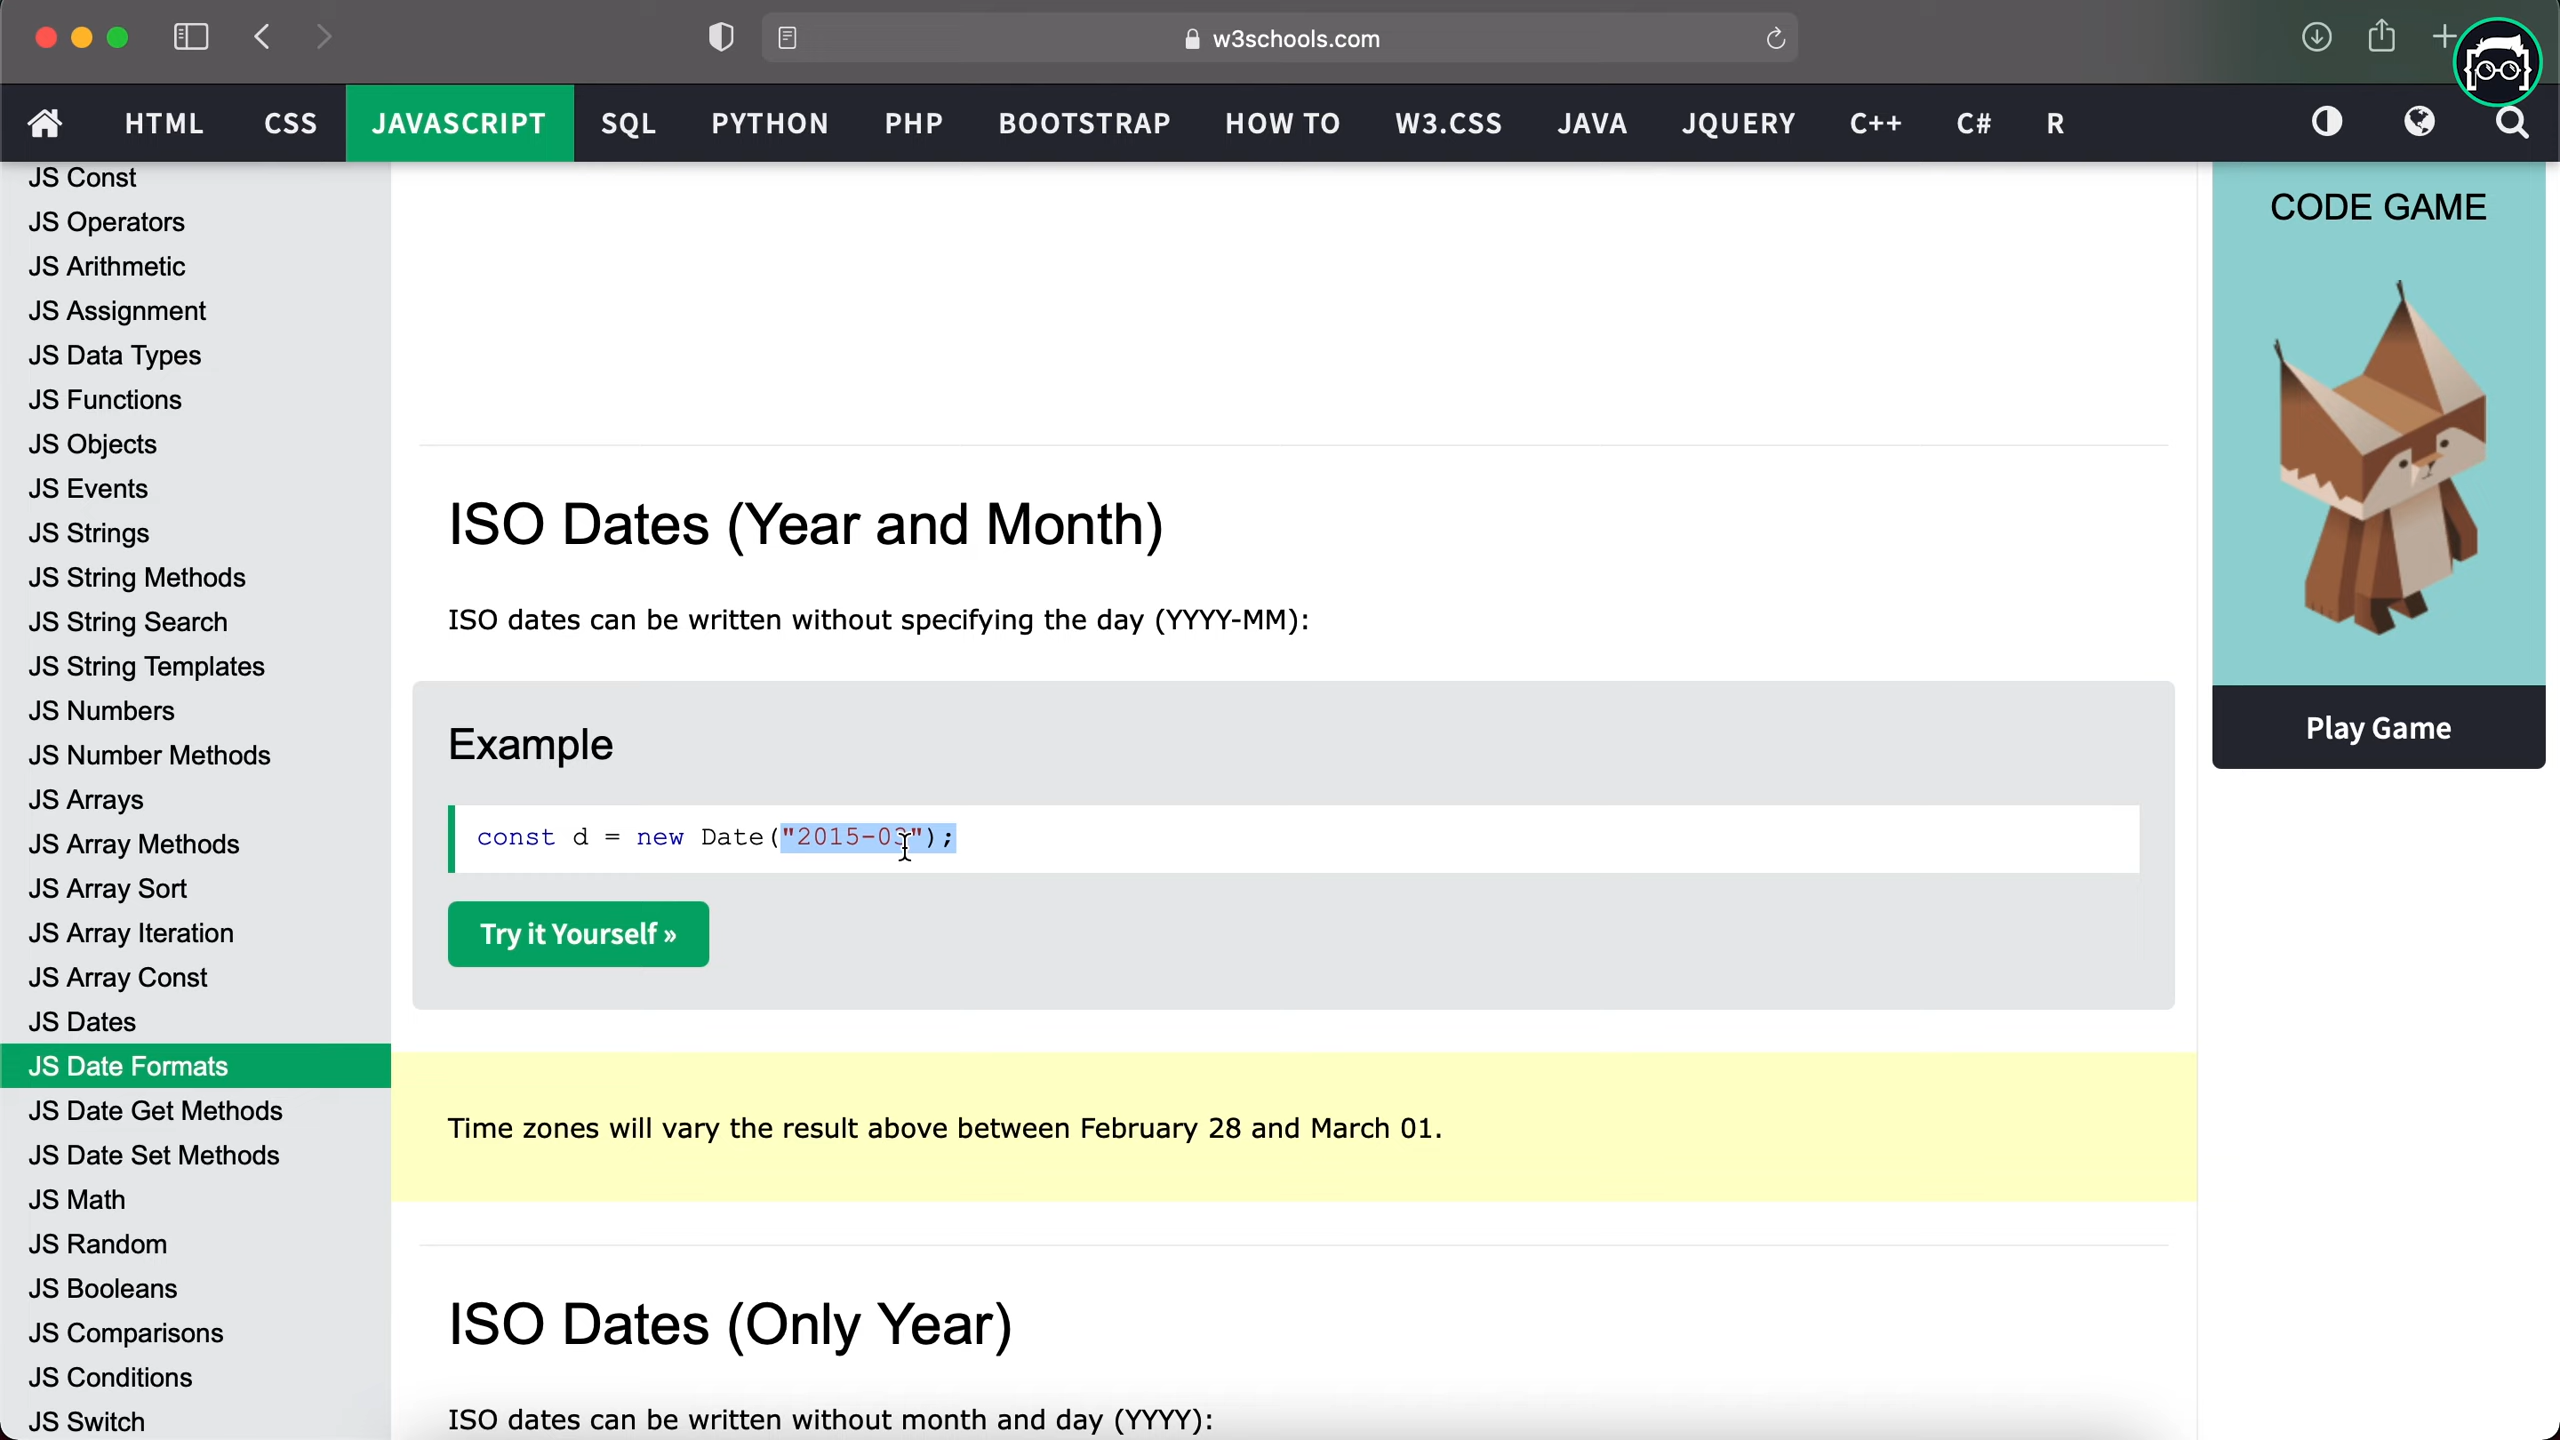 w3schools.com
HTML CSS JAVASCRIPT SQL PYTHON PHP BOOTSTRAP HOW TO W3.CSS JAVA JQUERY C++ C# R
JS Const
JS Operators
JS Arithmetic
JS Assignment
JS Data Types
JS Functions
JS Objects
JS Events
JS Strings
JS String Methods
JS String Search
JS String Templates
JS Numbers
JS Number Methods
JS Arrays
JS Array Methods
JS Array Sort
JS Array Iteration
JS Array Const
JS Dates
JS Date Formats
JS Date Get Methods
JS Date Set Methods
JS Math
JS Random
JS Booleans
JS Comparisons
JS Conditions
JS Switch
ISO Dates (Year and Month)
ISO dates can be written without specifying the day (YYYY-MM):
Example
const d = new Date("2015-03");
Try it Yourself »
Time zones will vary the result above between February 28 and March 01.
ISO Dates (Only Year)
ISO dates can be written without month and day (YYYY):
CODE GAME
Play Game